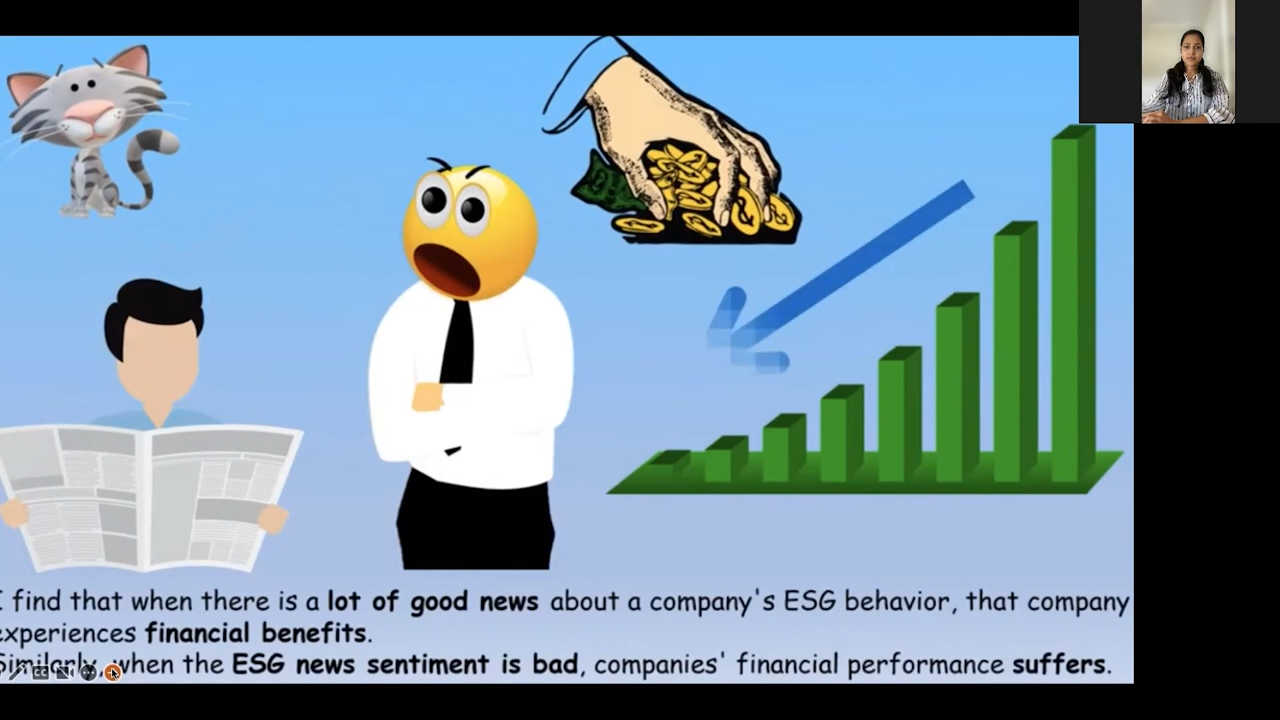 I find that when there is a lot of good news about a company's ESG behavior, that company
experiences financial benefits.
Similarly, when the ESG news sentiment is bad, companies' financial performance suffers.